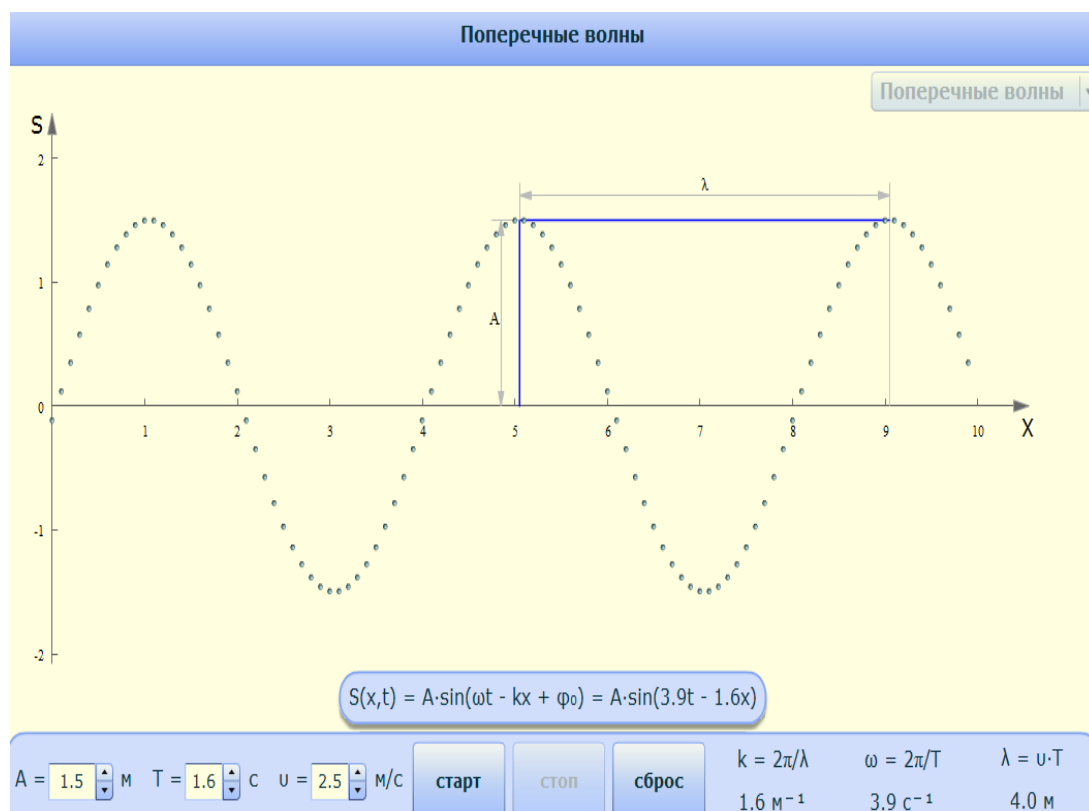 Поперечные волны
Поперечные волны
S
2
λ
1
A
0
1 2 3 4 5 6 7 8 9 10
X
-1
-2
S(x,t) = A·sin(ωt - kx + φ₀) = A·sin(3.9t - 1.6x)
A = 1.5 м T = 1.6 с υ = 2.5 м/с
старт
стоп
сброс
k = 2π/λ ω = 2π/T λ = υ·T
1.6 м⁻¹ 3.9 с⁻¹ 4.0 м